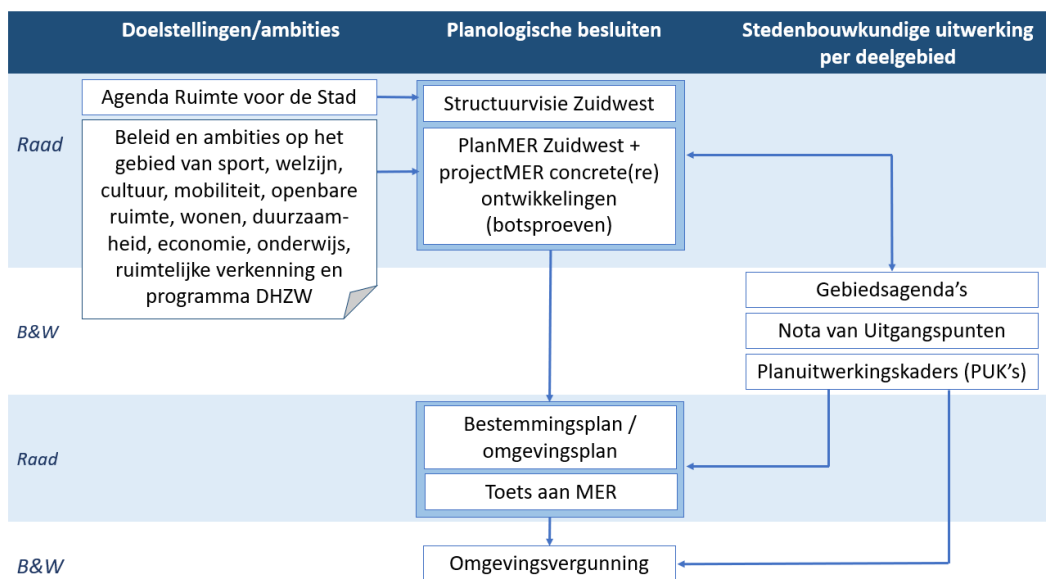 Doelstellingen/ambities
Planologische besluiten
Stedenbouwkundige uitwerking
per deelgebied
Raad
Agenda Ruimte voor de Stad
Beleid en ambities op het
gebied van sport, welzijn,
cultuur, mobiliteit, openbare
ruimte, wonen, duurzaam-
heid, economie, onderwijs,
ruimtelijke verkenning en
programma DHZW
Structuurvisie Zuidwest
PlanMER Zuidwest +
projectMER concrete(re)
ontwikkelingen
(botsproeven)
B&W
Gebiedsagenda's
Nota van Uitgangspunten
Planuitwerkingskaders (PUK's)
Raad
Bestemmingsplan /
omgevingsplan
Toets aan MER
B&W
Omgevingsvergunning